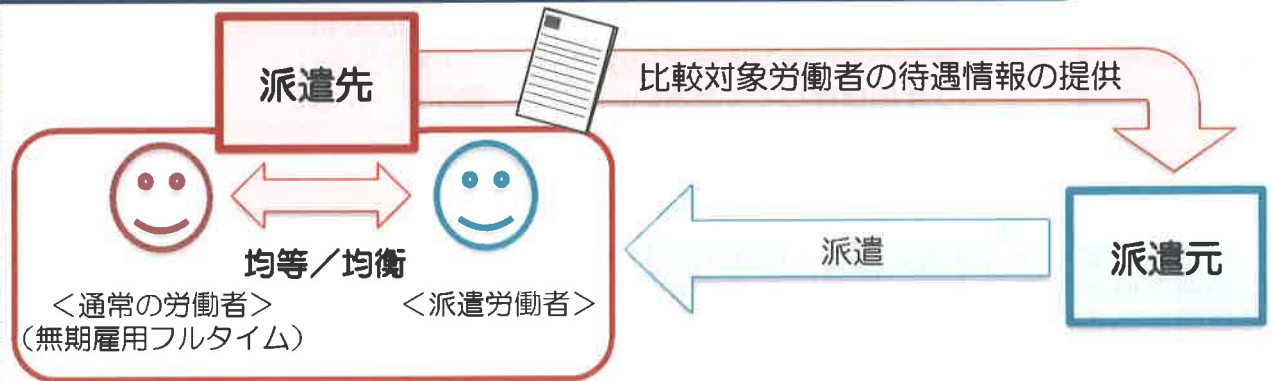 派遣先
比較対象労働者の待遇情報の提供
均等／均衡
＜通常の労働者＞
（無期雇用フルタイム）
＜派遣労働者＞
派遣
派遣元